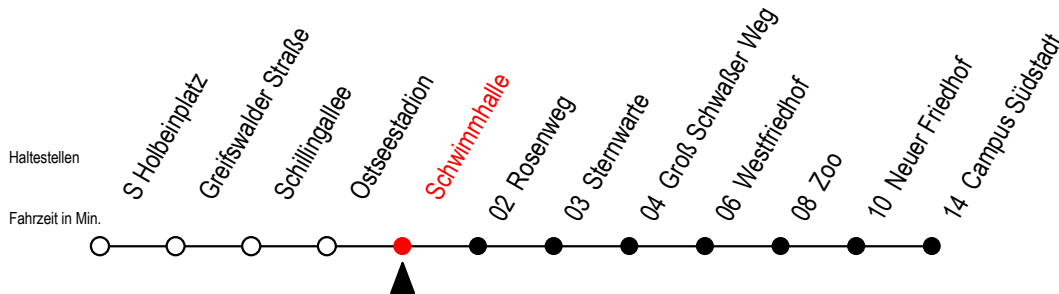 Haltestellen
Fahrzeit in Min.
S Holbeinplatz
Greifswalder Straße
Schillingallee
Ostseestadion
Schwimmhalle
02 Rosenweg
03 Sternwarte
04 Groß Schwaßer Weg
06 Westfriedhof
08 Zoo
10 Neuer Friedhof
14 Campus Südstadt